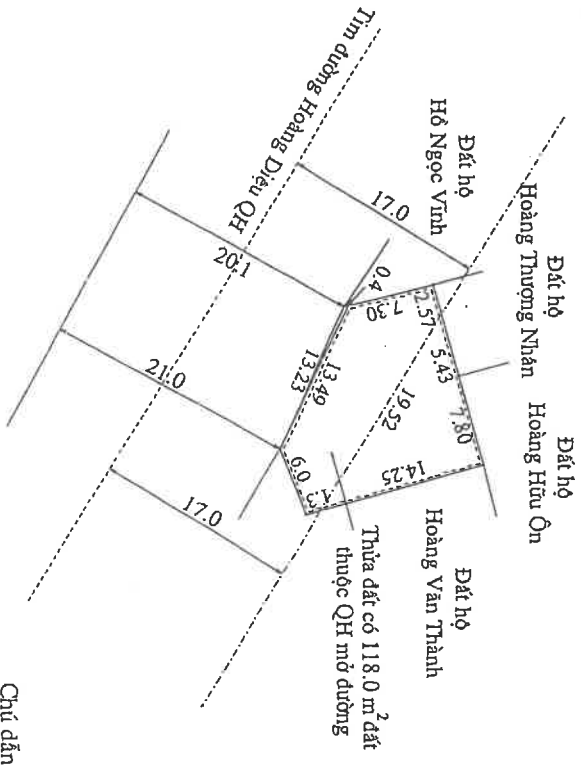 Tim đường Hoàng Diệu QH
Đất hộ
Hồ Ngọc Vĩnh
Đất hộ
Hoàng Thượng Nhân
Đất hộ
Hoàng Hữu Ôn
Đất hộ
Hoàng Văn Thành
Thửa đất có 118.0 m² đất
thuộc QH mở đường
17.0
20.1
21.0
17.0
0.4
7.30
2.57
5.43
7.80
19.52
13.49
13.23
14.25
6.0
1.3
Chú dẫn